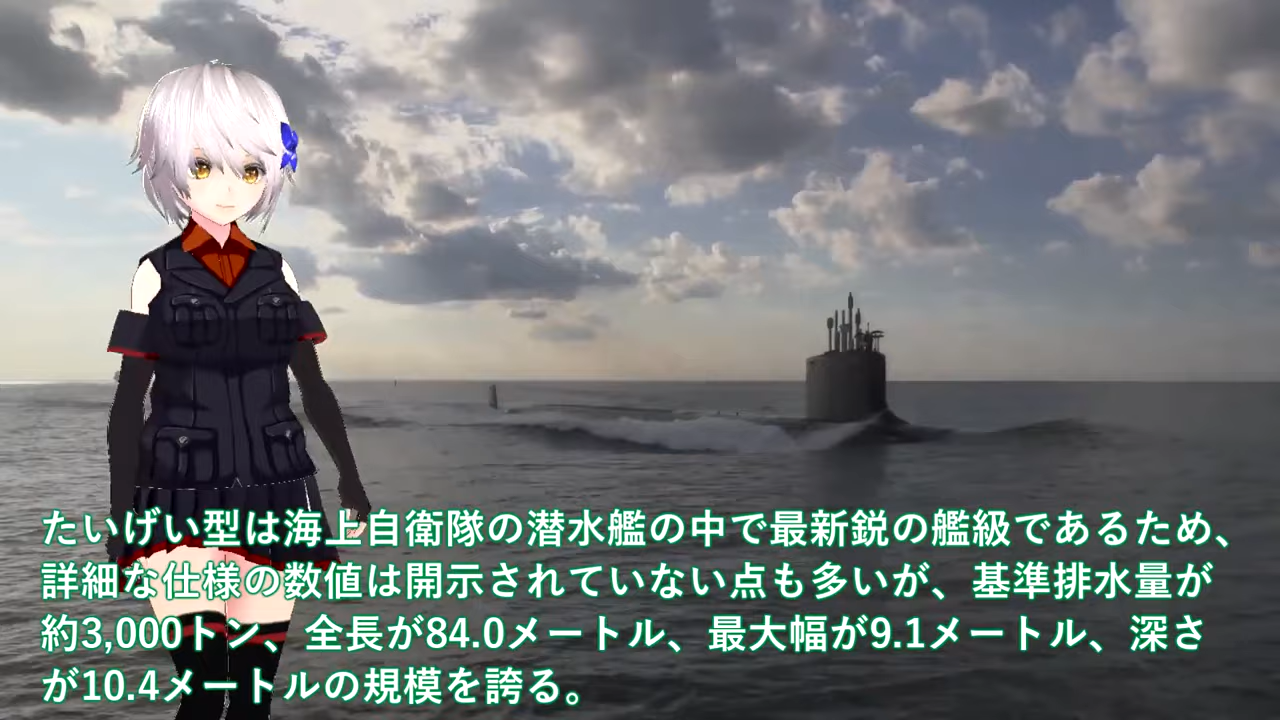 たいげい型は海上自衛隊の潜水艦の中で最新鋭の艦級であるため、
詳細な仕様の数値は開示されていない点も多いが、基準排水量が
約3,000トン、全長が84.0メートル、最大幅が9.1メートル、深さ
が10.4メートルの規模を誇る。